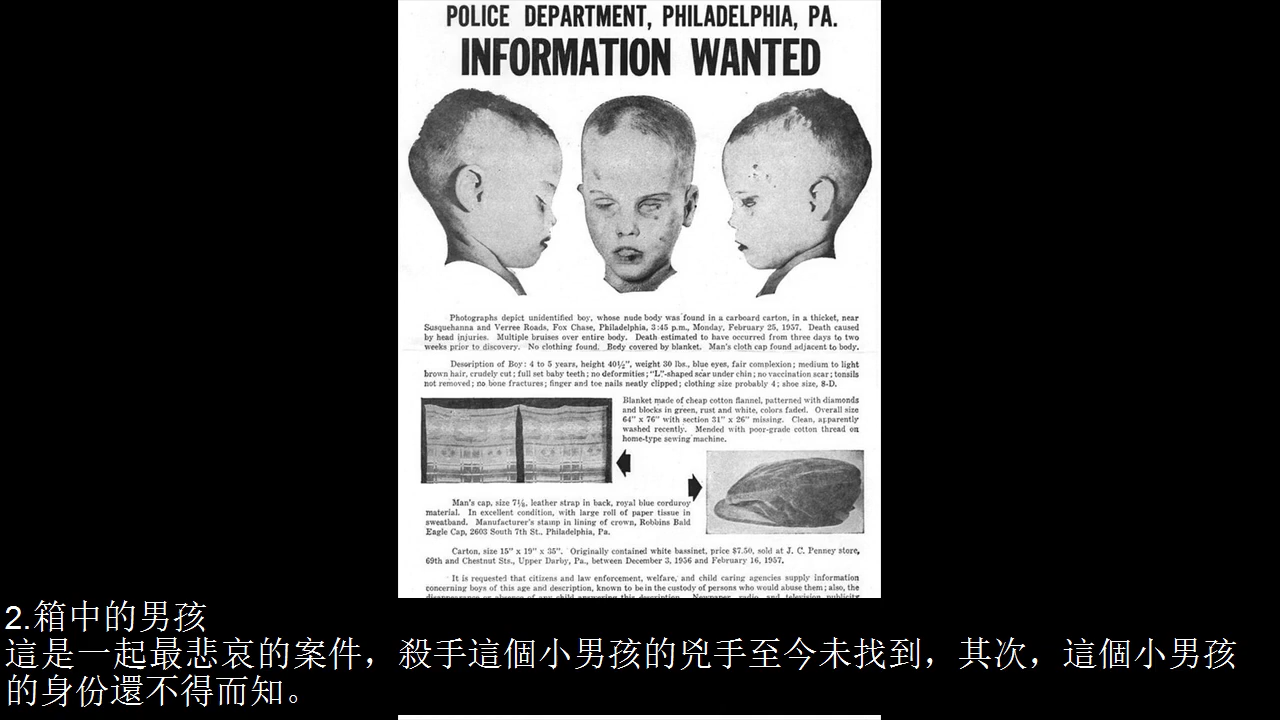 POLICE DEPARTMENT, PHILADELPHIA, PA.
INFORMATION WANTED
Photographs depict unidentified boy, whose nude body was found in a carboard carton, in a thicket, near
Susquehanna and Verree Roads, Fox Chase, Philadelphia, 3:45 p.m., Monday, February 25, 1957. Death caused
by head injuries. Multiple bruises over entire body. Death estimated to have occurred from three days to two
weeks prior to discovery. No clothing found. Body covered by blanket. Man's cloth cap found adjacent to body.
Desoription of Boy: 4 to 5 years, height 40½", weight 30 lbs., blue eyes, fair complexion; medium to light
brown hair, crudely cut; full set baby teeth; no deformities; "L"-shaped scar under chin; no vaccination scar; tonsils
not removed; no bone fractures; finger and toe nails neatly clipped; clothing size probably 4; shoe size, 8-D.
Blanket made of cheap cotton flannel, patterned with diamonds
and blocks in green, rust and white, colors faded. Overall size
64" x 76" with section 31" x 26" missing. Clean, apparently
washed recently. Mended with poor-grade cotton thread on
home-type sewing machine.
Man's cap, size 7⅛, leather strap in back, royal blue corduroy
material. In excellent condition, with large roll of paper tissue in
sweatband. Manufacturer's stamp in lining of crown, Robbins Bald
Eagle Cap, 2603 South 7th St., Philadelphia, Pa.
Carton, size 15" x 19" x 35". Originally contained white bassinet, price $7.50, sold at J. C. Penney store,
69th and Chestnut Sts., Upper Darby, Pa., between December 3, 1956 and February 16, 1957.
It is requested that citizens and law enforcement, welfare, and child caring agencies supply information
concerning boys of this age and description, known to be in the custody of persons who would abuse them; also, the
disappearance or absence of any child answering this description. Newspaper, radio, and television publicity
2.箱中的男孩
這是一起最悲哀的案件，殺手這個小男孩的兇手至今未找到，其次，這個小男孩
的身份還不得而知。